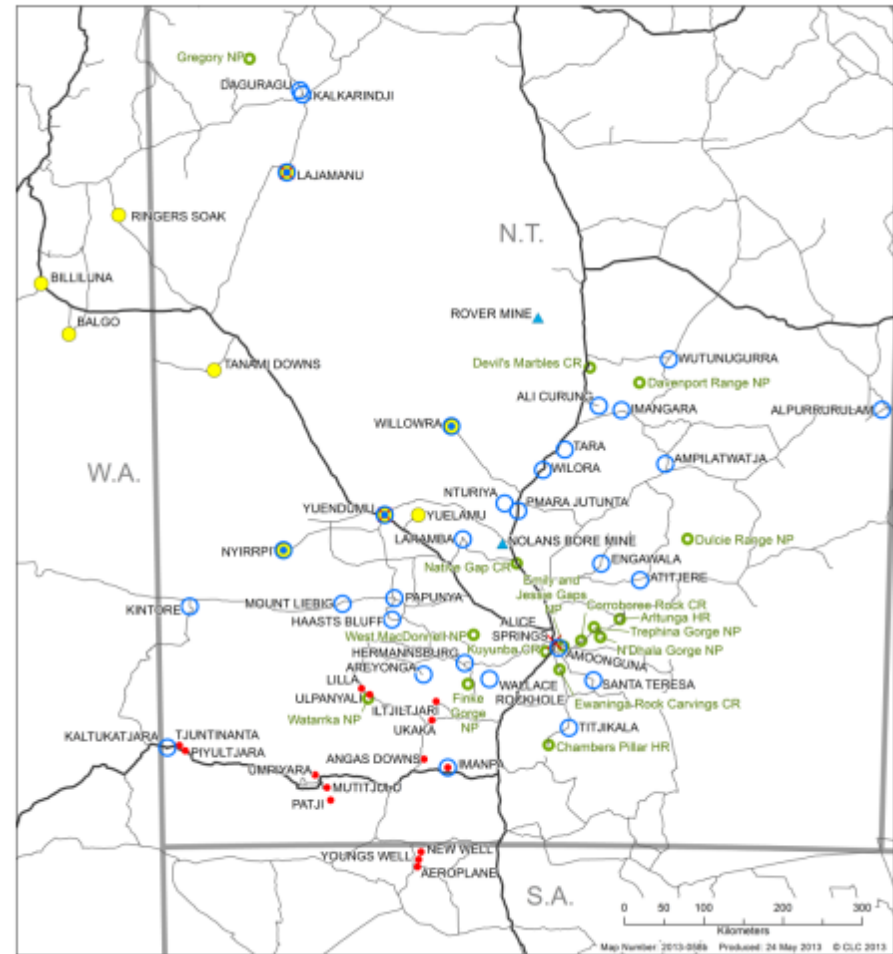 Gregory NP
DAGURAGU
KALKARINDJI
LAJAMANU
RINGERS SOAK
N.T.
BILLILUNA
ROVER MINE
BALGO
WUTUNUGURRA
Devil's Marbles CR
TANAMI DOWNS
Davenport Range NP
ALI CURUNG
IMANGARA
ALPURRURULAM
WILLOWRA
TARA
AMPILATWATJA
W.A.
WILORA
NTURIYA
PMARA JUTUNTA
YUENDUMU
YUELAMU
LARAMBA
NOLANS BORE MINE
Dulcie Range NP
NYIRRPI
ENGAWALA
Native Gap CR
ATITJERE
Emily and
Jessie Gaps
NP
PAPUNYA
MOUNT LIEBIG
KINTORE
Corroboree Rock CR
HAASTS BLUFF
ALICE
SPRINGS
Arltunga HR
Trephina Gorge NP
West MacDonnell NP
Kuyunba CR
N'Dhala Gorge NP
HERMANNSBURG
AMOONGUNA
AREYONGA
SANTA TERESA
WALLACE
ROCKHOLE
LILLA
ULPANYALI
Finke
Gorge
NP
Ewaninga Rock Carvings CR
ILTJILTJARI
Watarrka NP
UKAKA
TITJIKALA
KALTUKATJARA
TJUNTINANTA
PIYULTJARA
Chambers Pillar HR
ANGAS DOWNS
IMANPA
UMRIYARA
MUTITJULU
PATJI
NEW WELL
YOUNGS WELL
AEROPLANE
S.A.
0 50 100 200 300
Kilometers
Produced: 24 May 2013 © CLC 2013